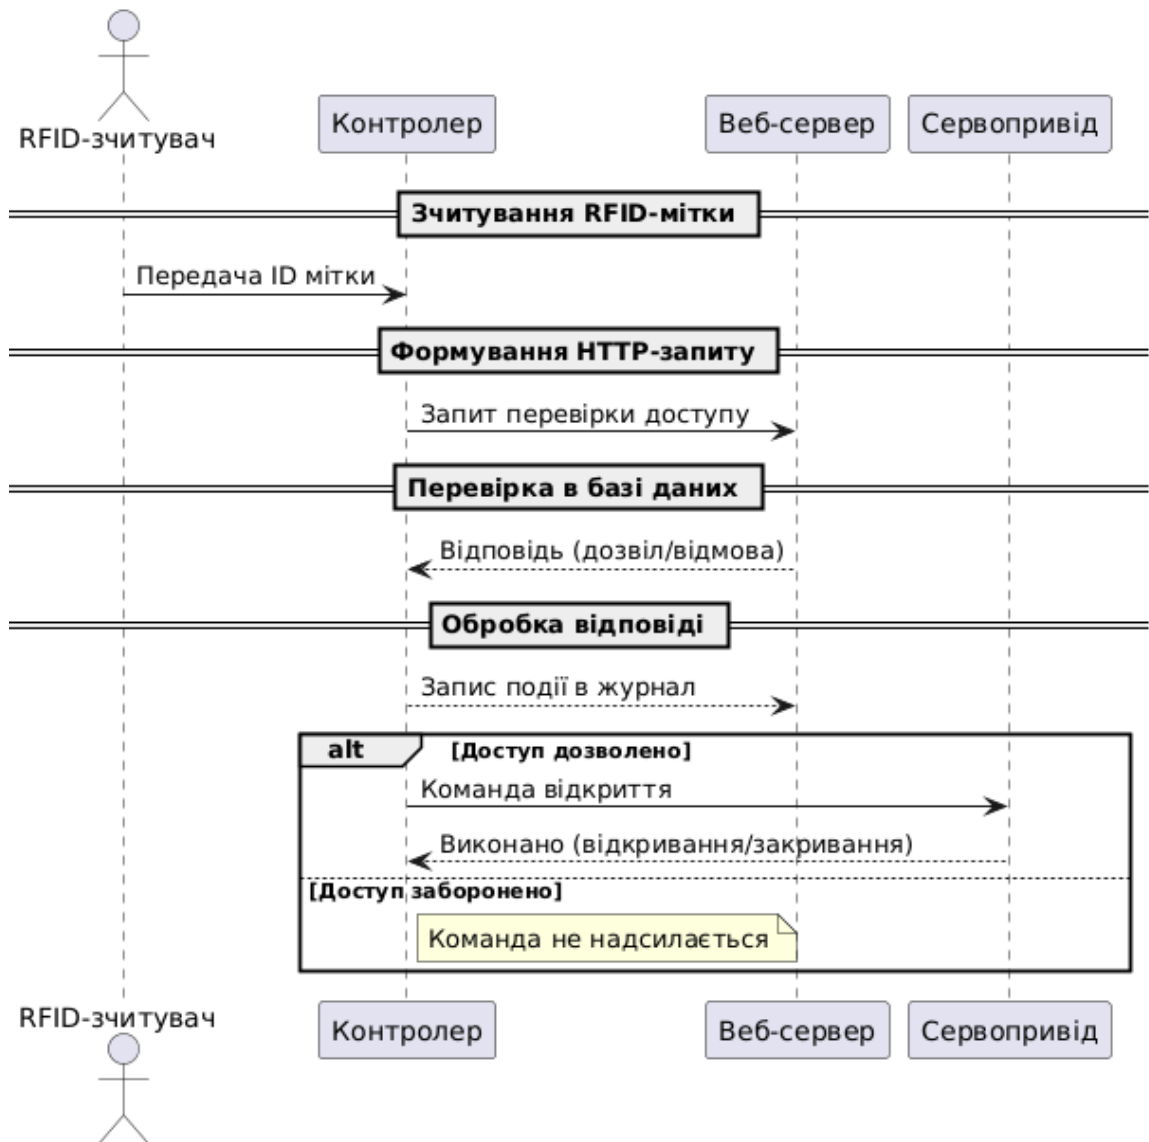 RFID-зчитувач
Контролер
Веб-сервер
Сервопривід
Зчитування RFID-мітки
Передача ID мітки
Формування HTTP-запиту
Запит перевірки доступу
Перевірка в базі даних
Відповідь (дозвіл/відмова)
Обробка відповіді
Запис події в журнал
alt [Доступ дозволено]
Команда відкриття
Виконано (відкривання/закривання)
[Доступ заборонено]
Команда не надсилається
RFID-зчитувач
Контролер
Веб-сервер
Сервопривід